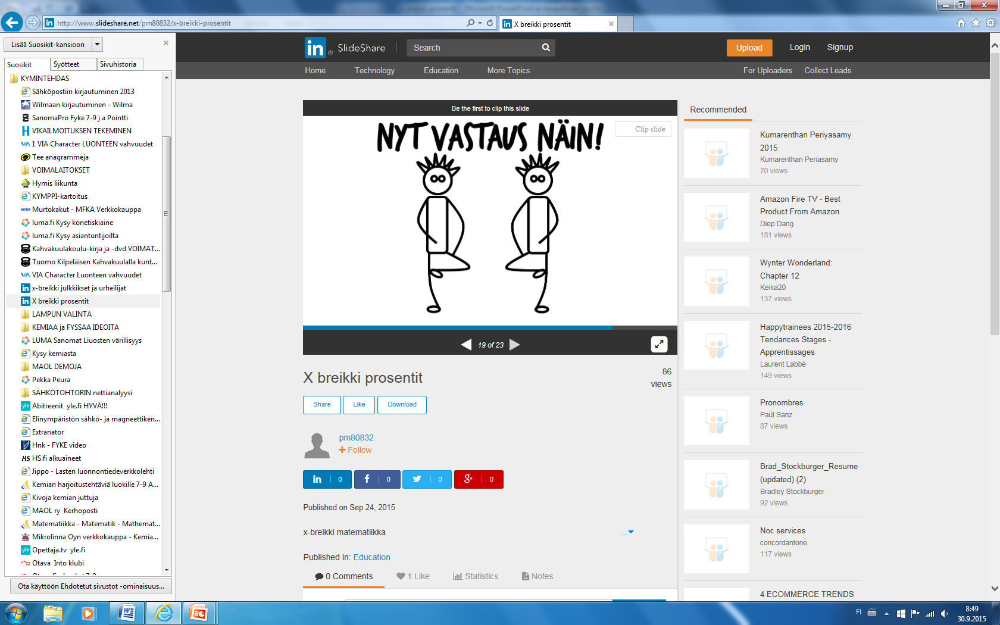 http://www.slideshare.net/pm80832/x-breikki-prosentit
X breikki prosentit
Lisää Suosikit-kansioon
Suosikit
Syötteet
Sivuhistoria
KYMINTEHDAS
Sähköpostiin kirjautuminen 2013
Wilmaan kirjautuminen - Wilma
SanomaPro Fyke 7-9 j a Pointti
VIKAILMOITUKSEN TEKEMINEN
1 VIA Character LUONTEEN vahvuudet
Tee anagrammeja
VOIMALAITOKSET
Hymis liikunta
KYMPPI-kartoitus
Murtokakut - MFKA Verkkokauppa
luma.fi Kysy konetiskiaine
luma.fi Kysy asiantuntijoilta
Kahvakuulakoulu-kirja ja -dvd VOIMAT...
Tuomo Kilpeläisen Kahvakuulalla kunt...
VIA Character Luonteen vahvuudet
x-breikki julkkikset ja urheilijat
X breikki prosentit
LAMPUN VALINTA
KEMIAA ja FYSSAA IDEOITA
LUMA Sanomat Liuosten värillisyys
Kysy kemiasta
MAOL DEMOJA
Pekka Peura
SÄHKÖTOHTORIN nettianalyysi
Abitreenit yle.fi HYVÄ!!!
Elinympäristön sähkö- ja magneettiken...
Extranator
Hnk - FYKE video
HS.fi alkuaineet
Jippo - Lasten luonnontiedeverkkolehti
Kemian harjoitustehtäviä luokille 7-9 A...
Kivoja kemian juttuja
MAOL ry Kerhoposti
Matematiikka - Matematik - Mathemat...
Mikrolinna Oyn verkkokauppa - Kemia...
Opettaja.tv yle.fi
Otava Into klubi
Ota käyttöön Ehdotetut sivustot -ominaisuus...
in SlideShare
Search
Upload
Login
Signup
Home
Technology
Education
More Topics
For Uploaders
Collect Leads
Be the first to clip this slide
Clip slide
NYT VASTAUS NÄIN!
19 of 23
X breikki prosentit
86
views
Share
Like
Download
pm80832
+ Follow
in 0
f 0
0
g+ 0
Published on Sep 24, 2015
x-breikki matematiikka
...
Published in: Education
0 Comments
1 Like
Statistics
Notes
Recommended
Kumarenthan Periyasamy
2015
Kumarenthan Periasamy
70 views
Amazon Fire TV - Best
Product From Amazon
Diep Dang
181 views
Wynter Wonderland:
Chapter 12
Keika20
137 views
Happytrainees 2015-2016
Tendances Stages -
Apprentissages
Laurent Labbé
149 views
Pronombres
Paúl Sanz
87 views
Brad_Stockburger_Resume
(updated) (2)
Bradley Stockburger
92 views
Noc services
concordantone
117 views
4 ECOMMERCE TRENDS
FI
8:49
30.9.2015